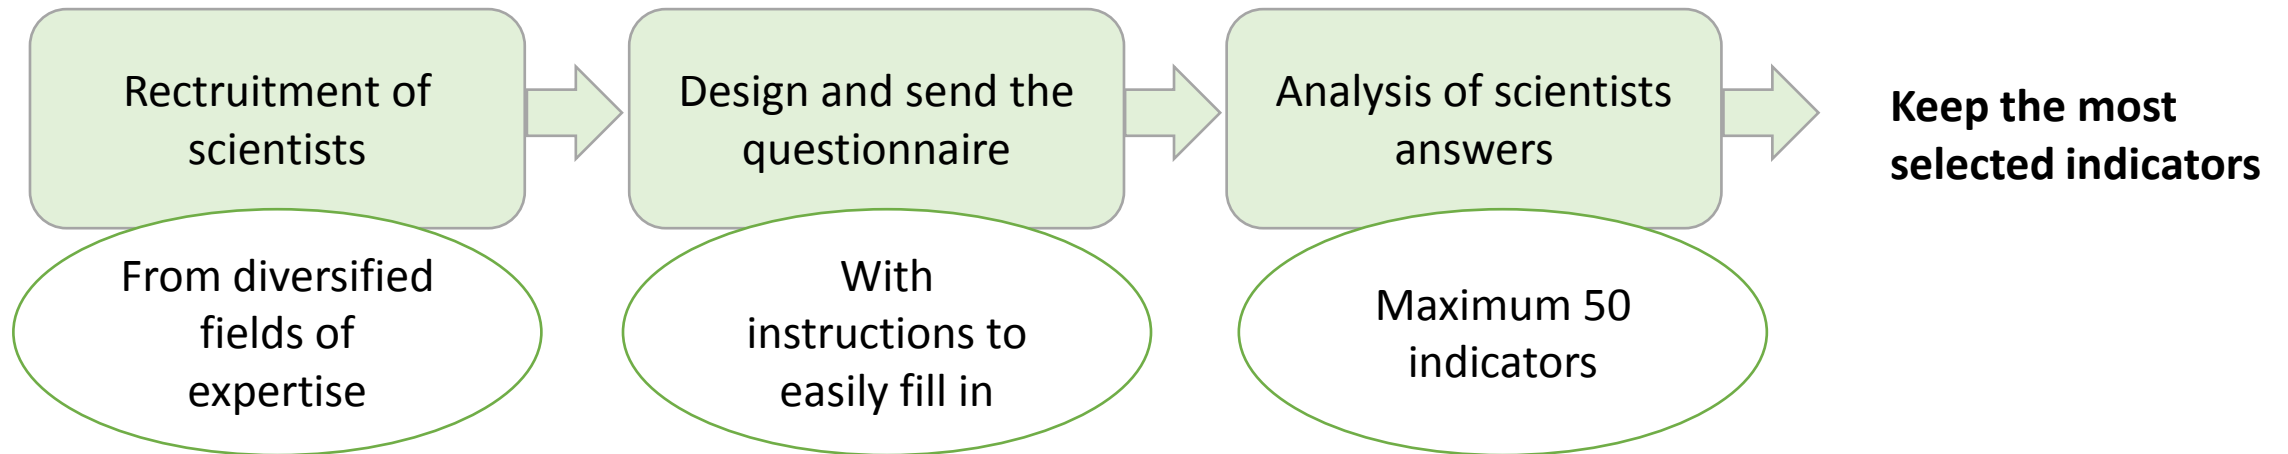 Rectruitment of
scientists
From diversified
fields of
expertise
Design and send the
questionnaire
With
instructions to
easily fill in
Analysis of scientists
answers
Maximum 50
indicators
Keep the most
selected indicators